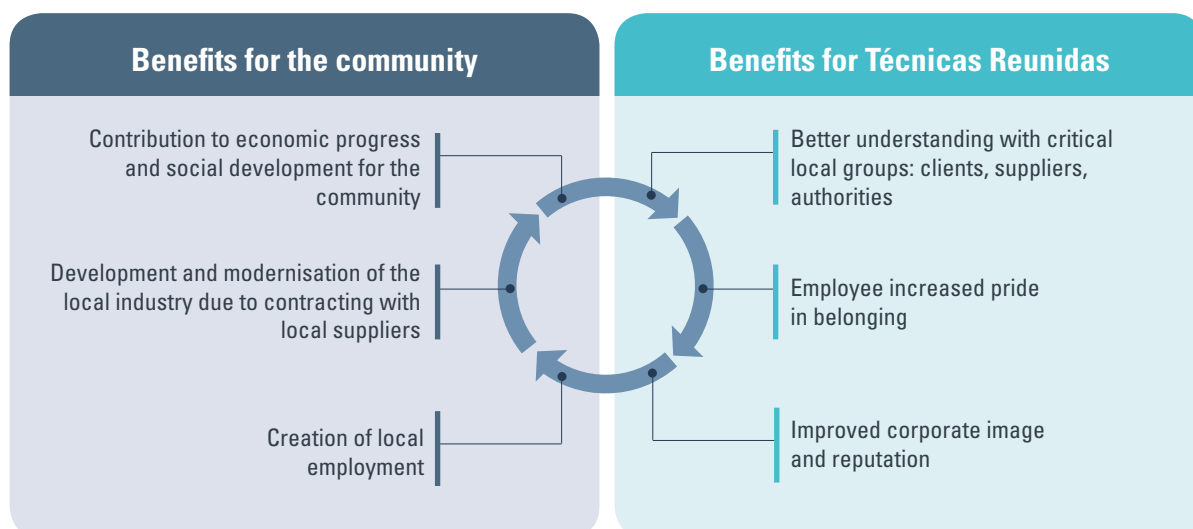 Benefits for the community
Contribution to economic progress
and social development for the
community
Development and modernisation of the
local industry due to contracting with
local suppliers
Creation of local
employment
Benefits for Técnicas Reunidas
Better understanding with critical
local groups: clients, suppliers,
authorities
Employee increased pride
in belonging
Improved corporate image
and reputation